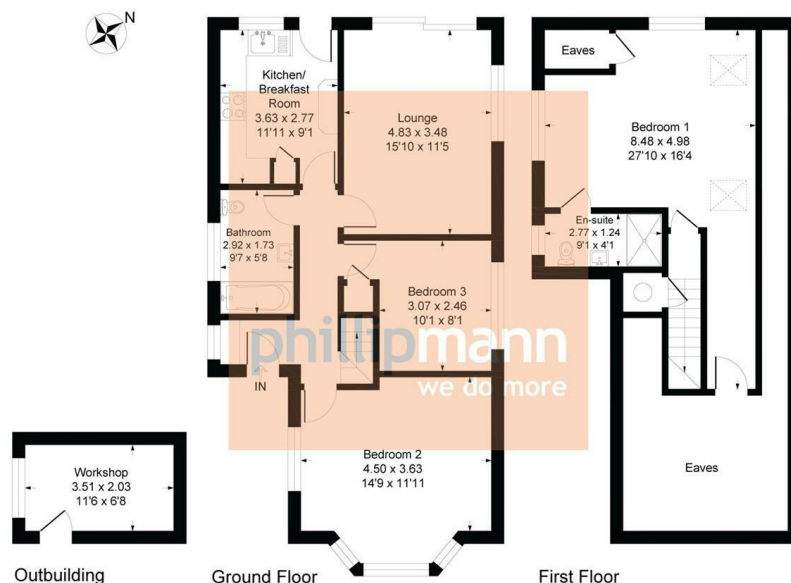 N
Kitchen/
Breakfast
Room
3.63 x 2.77
11'11 x 9'1
Lounge
4.83 x 3.48
15'10 x 11'5
Bathroom
2.92 x 1.73
9'7 x 5'8
Bedroom 3
3.07 x 2.46
10'1 x 8'1
IN
Bedroom 2
4.50 x 3.63
14'9 x 11'11
Eaves
Bedroom 1
8.48 x 4.98
27'10 x 16'4
En-suite
2.77 x 1.24
9'1 x 4'1
Eaves
phillipmann
we do more
Workshop
3.51 x 2.03
11'6 x 6'8
Outbuilding
Ground Floor
First Floor